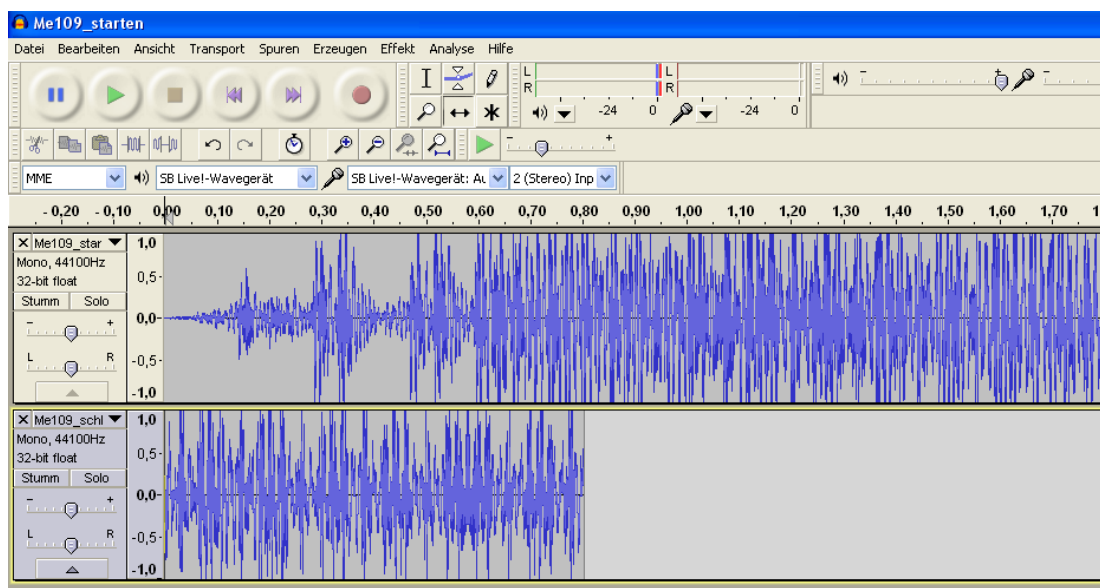 Me109_starten
Datei Bearbeiten Ansicht Transport Spuren Erzeugen Effekt Analyse Hilfe
L
R
-24 0
L
R
-24 0
MME SB Live!-Wavegerät SB Live!-Wavegerät: Au 2 (Stereo) Inp
- 0,20 - 0,10 0,00 0,10 0,20 0,30 0,40 0,50 0,60 0,70 0,80 0,90 1,00 1,10 1,20 1,30 1,40 1,50 1,60 1,70 1
Me109_star 1,0
Mono, 44100Hz
32-bit float 0,5-
Stumm Solo
- + 0,0-
L R -0,5-
-1,0
Me109_schl 1,0
Mono, 44100Hz
32-bit float 0,5-
Stumm Solo
- + 0,0-
L R -0,5-
-1,0